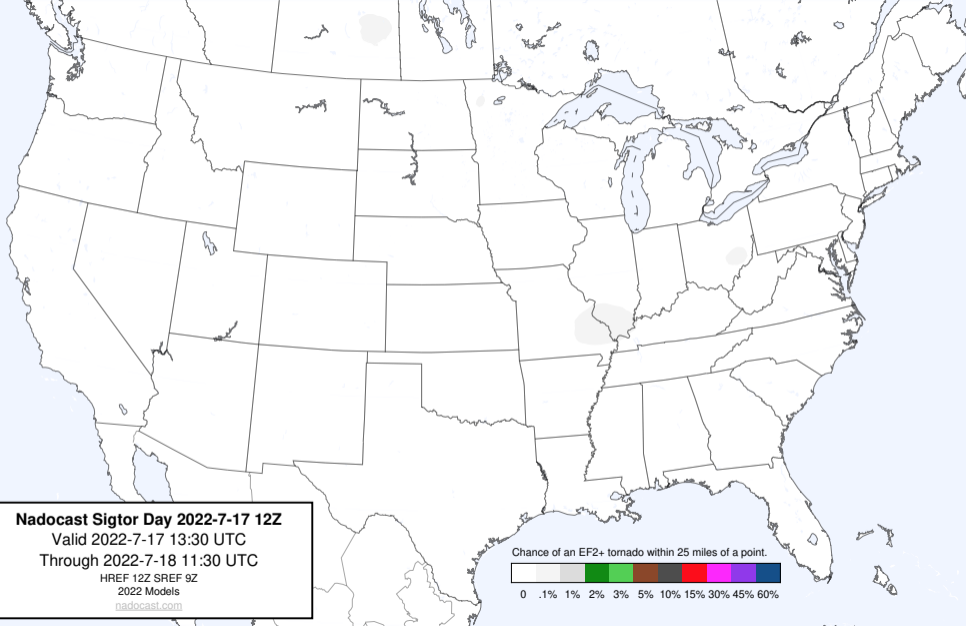 Nadocast Sigtor Day 2022-7-17 12Z
Valid 2022-7-17 13:30 UTC
Through 2022-7-18 11:30 UTC
HREF 12Z SREF 9Z
2022 Models
nadocast.com
Chance of an EF2+ tornado within 25 miles of a point.
0 .1% 1% 2% 3% 5% 10% 15% 30% 45% 60%